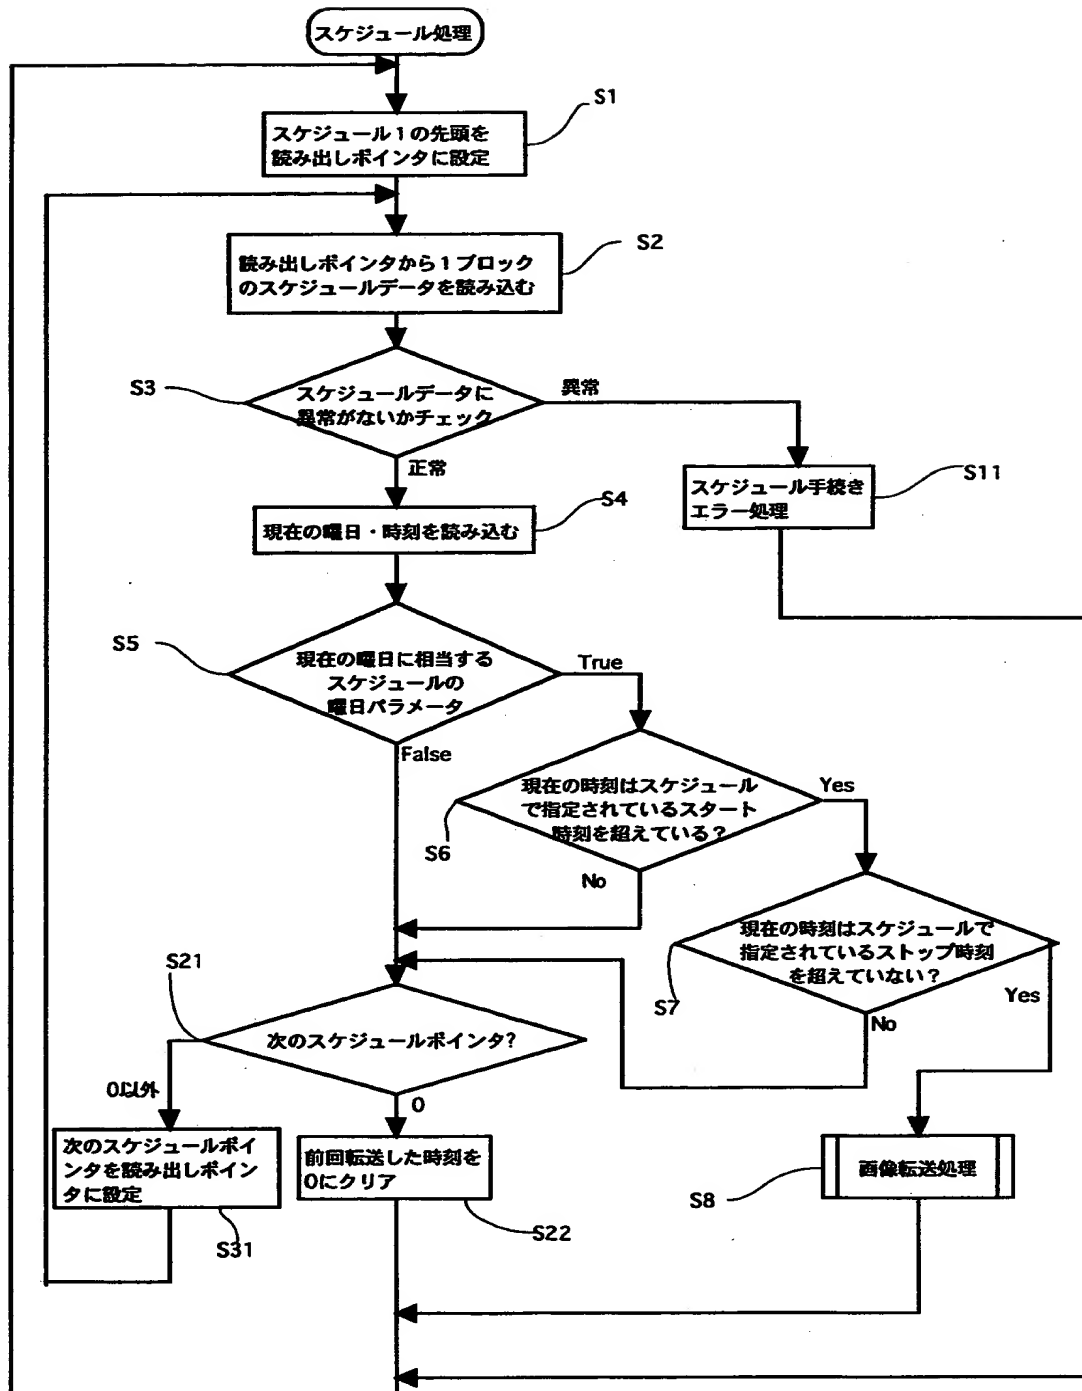 スケジュール処理
S1
スケジュール1の先頭を
読み出しポインタに設定
S2
読み出しポインタから1ブロック
のスケジュールデータを読み込む
S3
スケジュールデータに
異常がないかチェック
異常
正常
S11
スケジュール手続き
エラー処理
S4
現在の曜日・時刻を読み込む
S5
現在の曜日に相当する
スケジュールの
曜日パラメータ
True
False
現在の時刻はスケジュール
で指定されているスタート
時刻を超えている?
Yes
S6
No
現在の時刻はスケジュールで
指定されているストップ時刻
を超えていない?
S7
Yes
No
S21
次のスケジュールポインタ?
0以外
0
次のスケジュールポイ
ンタを読み出しポイン
タに設定
S31
前回転送した時刻を
0にクリア
S22
画像転送処理
S8